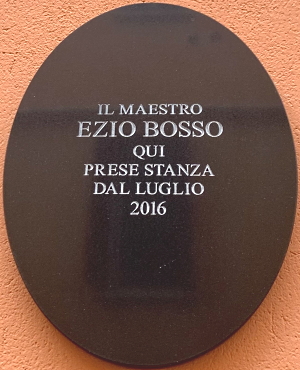 IL MAESTRO
EZIO BOSSO
QUI
PRESE STANZA
DAL LUGLIO
2016